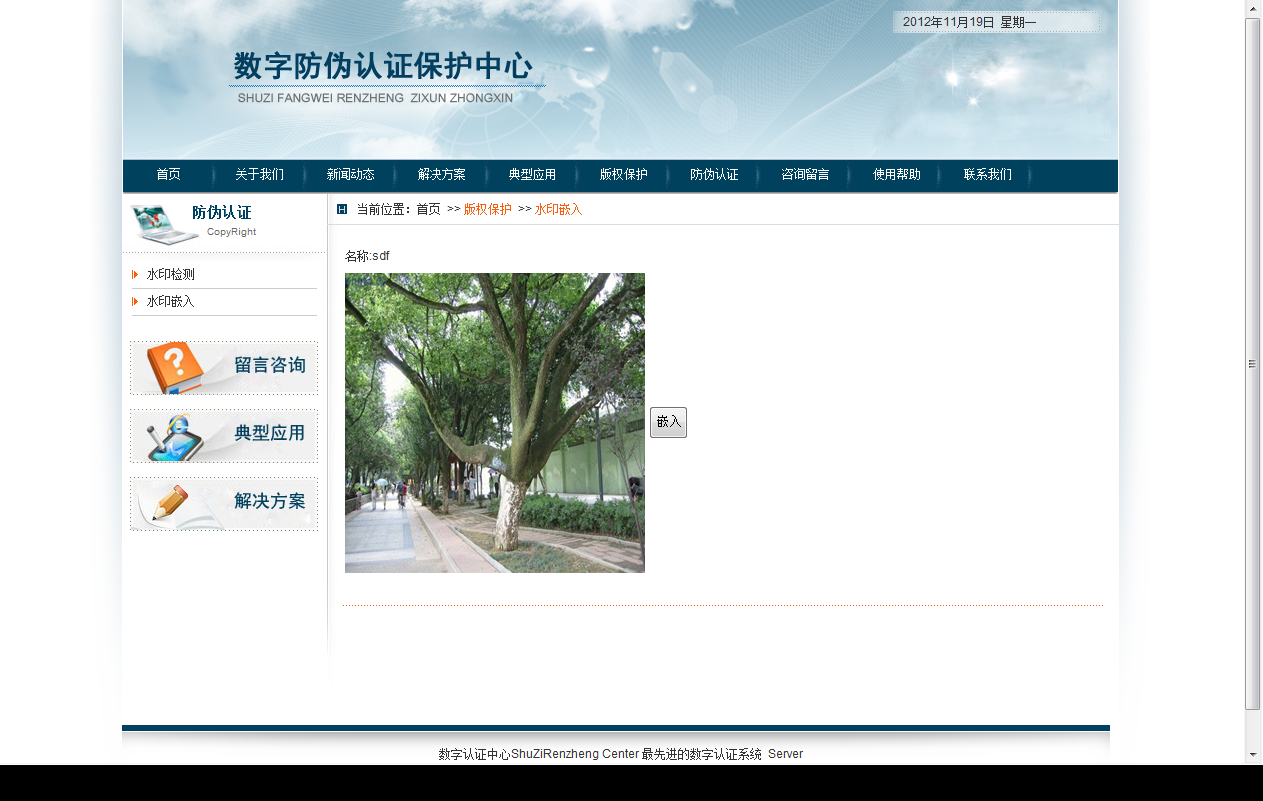 2012年11月19日 星期一
数字防伪认证保护中心
SHUZI FANGWEI RENZHENG ZIXUN ZHONGXIN
首页 关于我们 新闻动态 解决方案 典型应用 版权保护 防伪认证 咨询留言 使用帮助 联系我们
防伪认证
CopyRight
水印检测
水印嵌入
留言咨询
典型应用
解决方案
当前位置：首页 >> 版权保护 >> 水印嵌入
名称:sdf
嵌入
数字认证中心ShuZiRenzheng Center 最先进的数字认证系统 Server